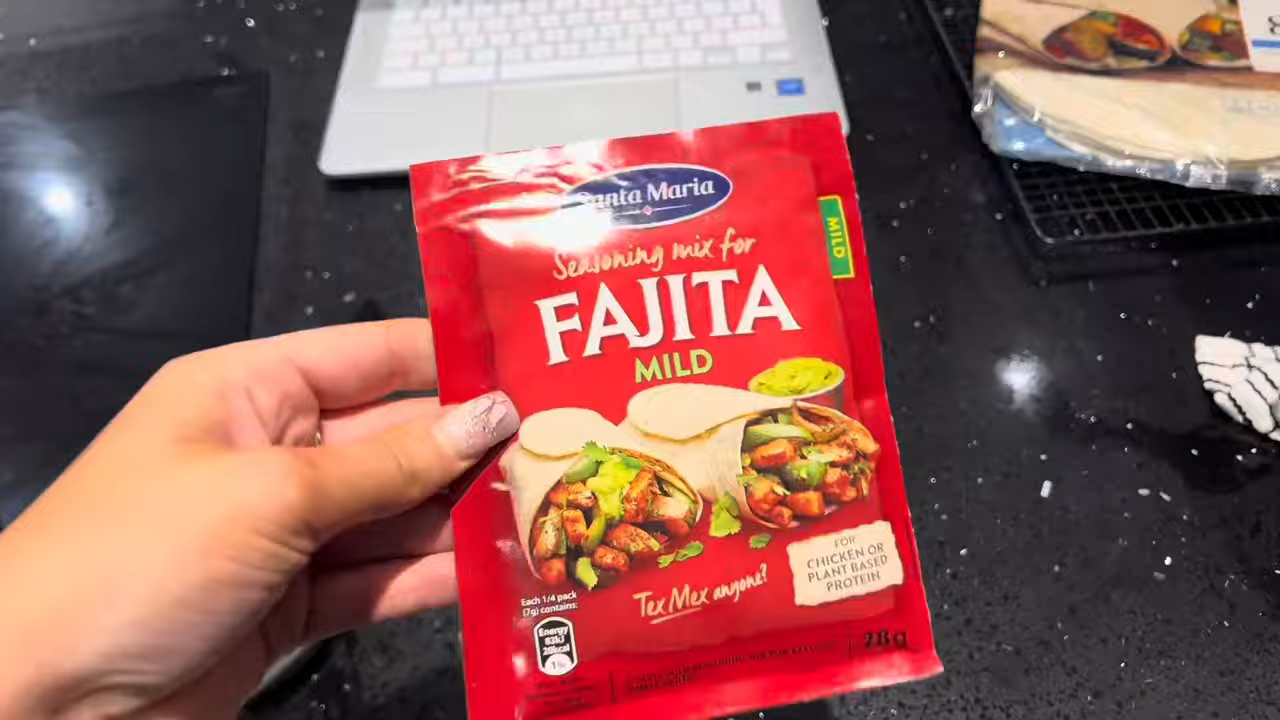 Santa Maria
Seasoning mix for
FAJITA
MILD
MILD
FOR
CHICKEN OR
PLANT BASED
PROTEIN
Tex Mex anyone?
Each 1/4 pack
(7g) contains:
Energy
83kJ
20kcal
1%
28g